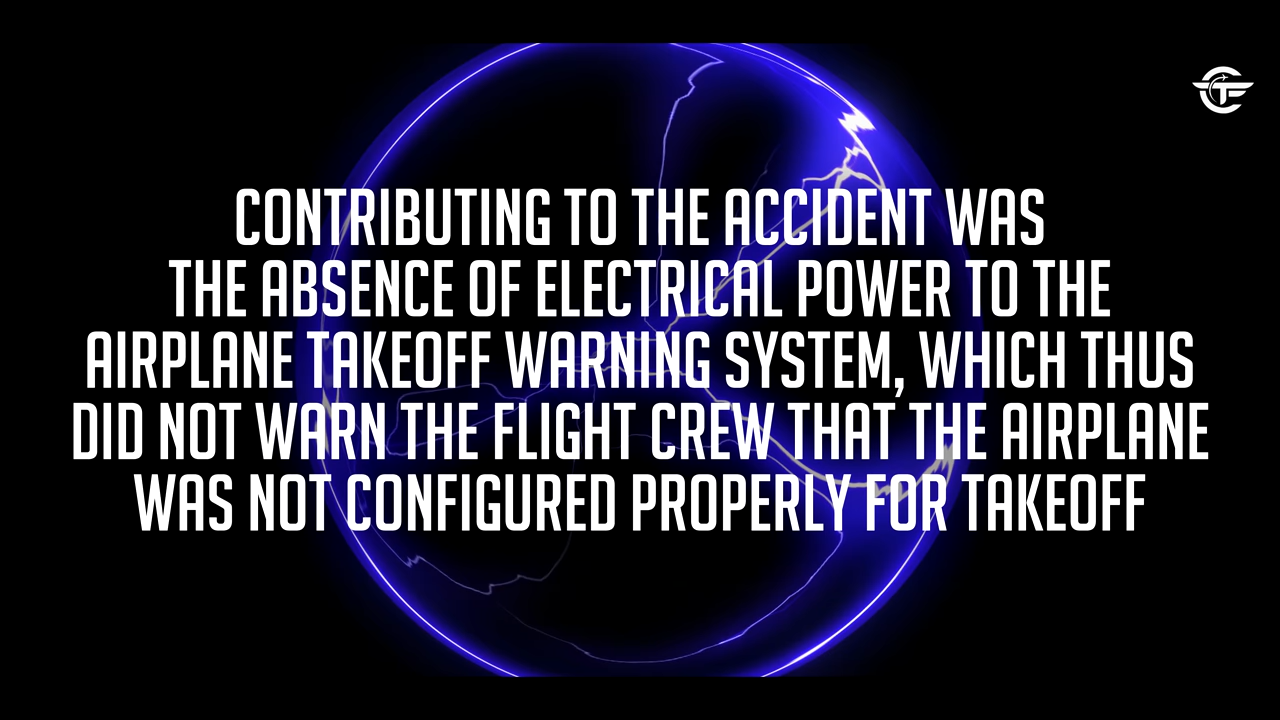 CONTRIBUTING TO THE ACCIDENT WAS
THE ABSENCE OF ELECTRICAL POWER TO THE
AIRPLANE TAKEOFF WARNING SYSTEM, WHICH THUS
DID NOT WARN THE FLIGHT CREW THAT THE AIRPLANE
WAS NOT CONFIGURED PROPERLY FOR TAKEOFF